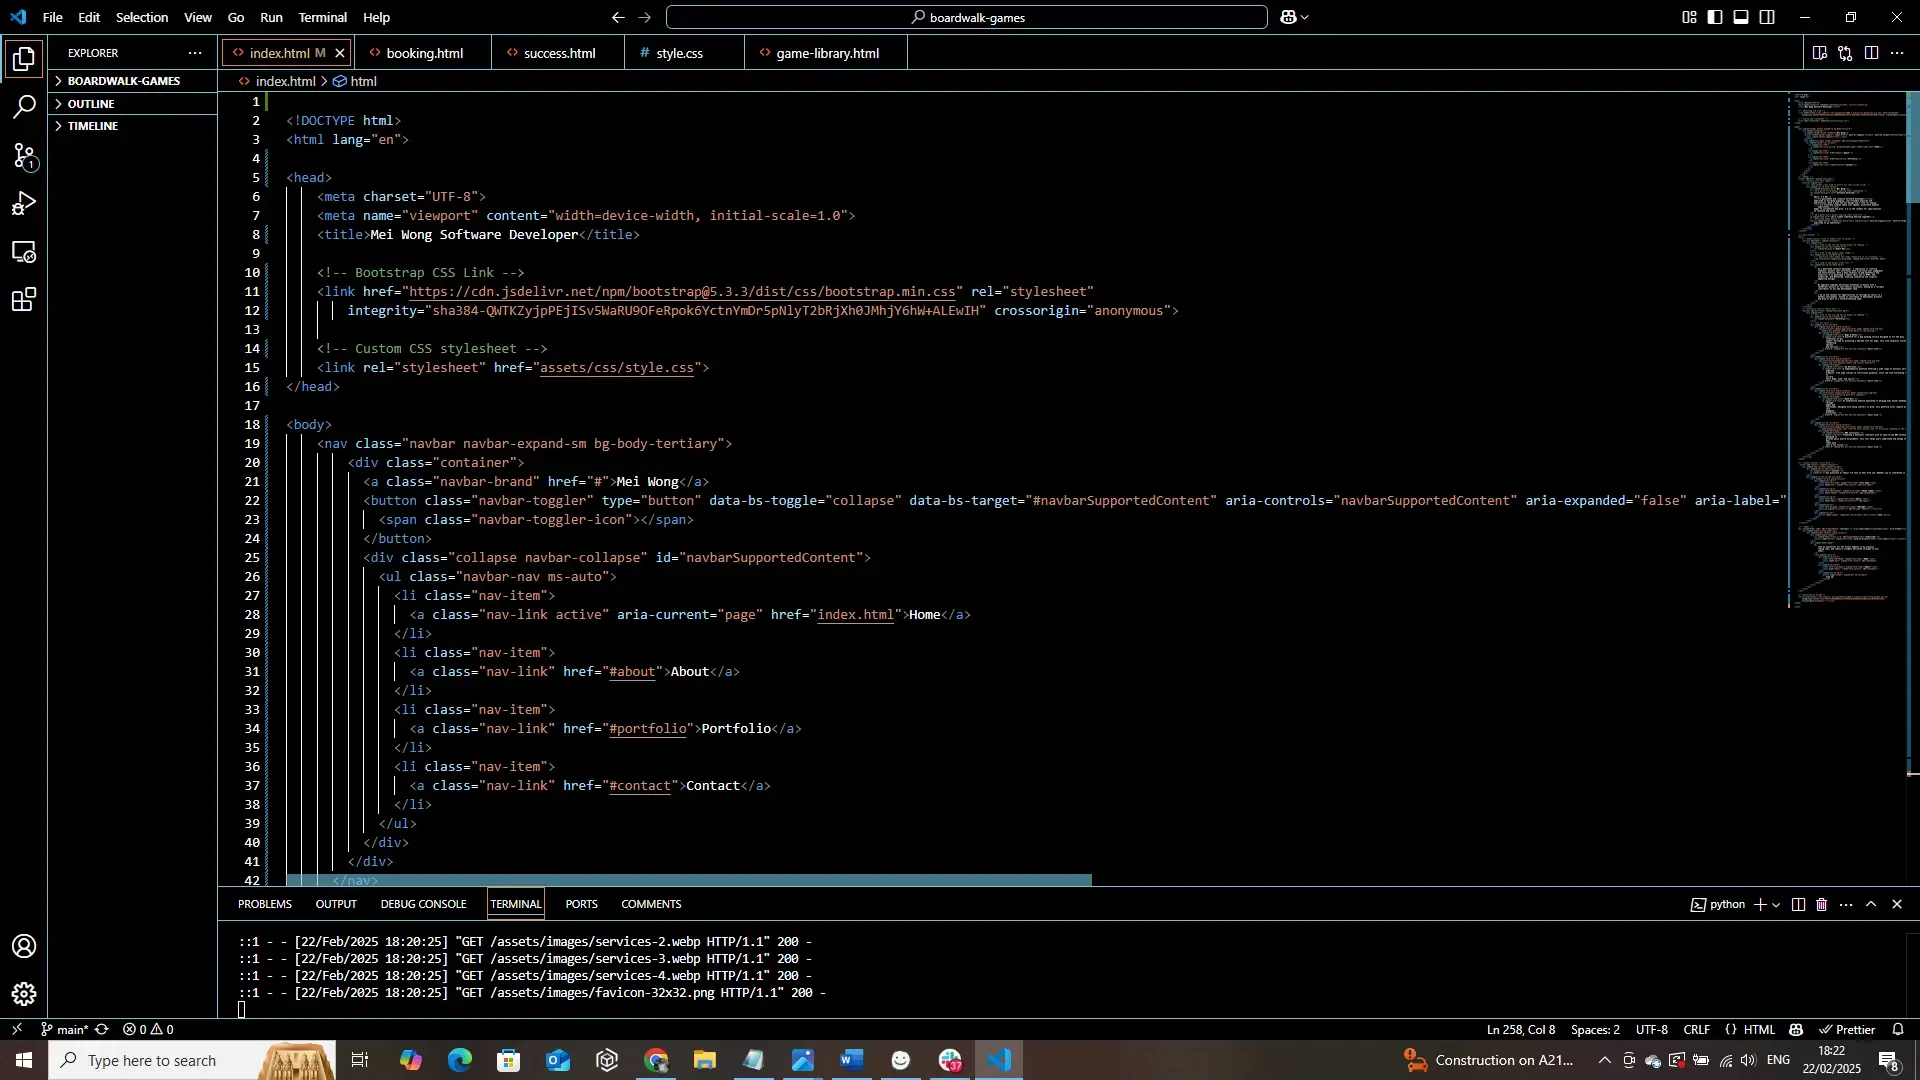 File Edit Selection View Go Run Terminal Help
boardwalk-games
EXPLORER
BOARDWALK-GAMES
OUTLINE
TIMELINE
1
index.html M
booking.html
success.html
# style.css
game-library.html
index.html > html
1
2 <!DOCTYPE html>
3 <html lang="en">
4
5 <head>
6 <meta charset="UTF-8">
7 <meta name="viewport" content="width=device-width, initial-scale=1.0">
8 <title>Mei Wong Software Developer</title>
9
10 <!-- Bootstrap CSS Link -->
11 <link href="https://cdn.jsdelivr.net/npm/bootstrap@5.3.3/dist/css/bootstrap.min.css" rel="stylesheet"
12 integrity="sha384-QWTKZyjpPEjISv5WaRU9OFeRpok6YctnYmDr5pNlyT2bRjXh0JMhjY6hW+ALEwIH" crossorigin="anonymous">
13
14 <!-- Custom CSS stylesheet -->
15 <link rel="stylesheet" href="assets/css/style.css">
16 </head>
17
18 <body>
19 <nav class="navbar navbar-expand-sm bg-body-tertiary">
20 <div class="container">
21 <a class="navbar-brand" href="#">Mei Wong</a>
22 <button class="navbar-toggler" type="button" data-bs-toggle="collapse" data-bs-target="#navbarSupportedContent" aria-controls="navbarSupportedContent" aria-expanded="false" aria-label="
23 <span class="navbar-toggler-icon"></span>
24 </button>
25 <div class="collapse navbar-collapse" id="navbarSupportedContent">
26 <ul class="navbar-nav ms-auto">
27 <li class="nav-item">
28 <a class="nav-link active" aria-current="page" href="index.html">Home</a>
29 </li>
30 <li class="nav-item">
31 <a class="nav-link" href="#about">About</a>
32 </li>
33 <li class="nav-item">
34 <a class="nav-link" href="#portfolio">Portfolio</a>
35 </li>
36 <li class="nav-item">
37 <a class="nav-link" href="#contact">Contact</a>
38 </li>
39 </ul>
40 </div>
41 </div>
42 </nav>
PROBLEMS OUTPUT DEBUG CONSOLE TERMINAL PORTS COMMENTS
python
::1 - - [22/Feb/2025 18:20:25] "GET /assets/images/services-2.webp HTTP/1.1" 200 -
::1 - - [22/Feb/2025 18:20:25] "GET /assets/images/services-3.webp HTTP/1.1" 200 -
::1 - - [22/Feb/2025 18:20:25] "GET /assets/images/services-4.webp HTTP/1.1" 200 -
::1 - - [22/Feb/2025 18:20:25] "GET /assets/images/favicon-32x32.png HTTP/1.1" 200 -
main* 0 0
Ln 258, Col 8 Spaces: 2 UTF-8 CRLF {} HTML Prettier
Type here to search
37
Construction on A21...
ENG
18:22
22/02/2025
8